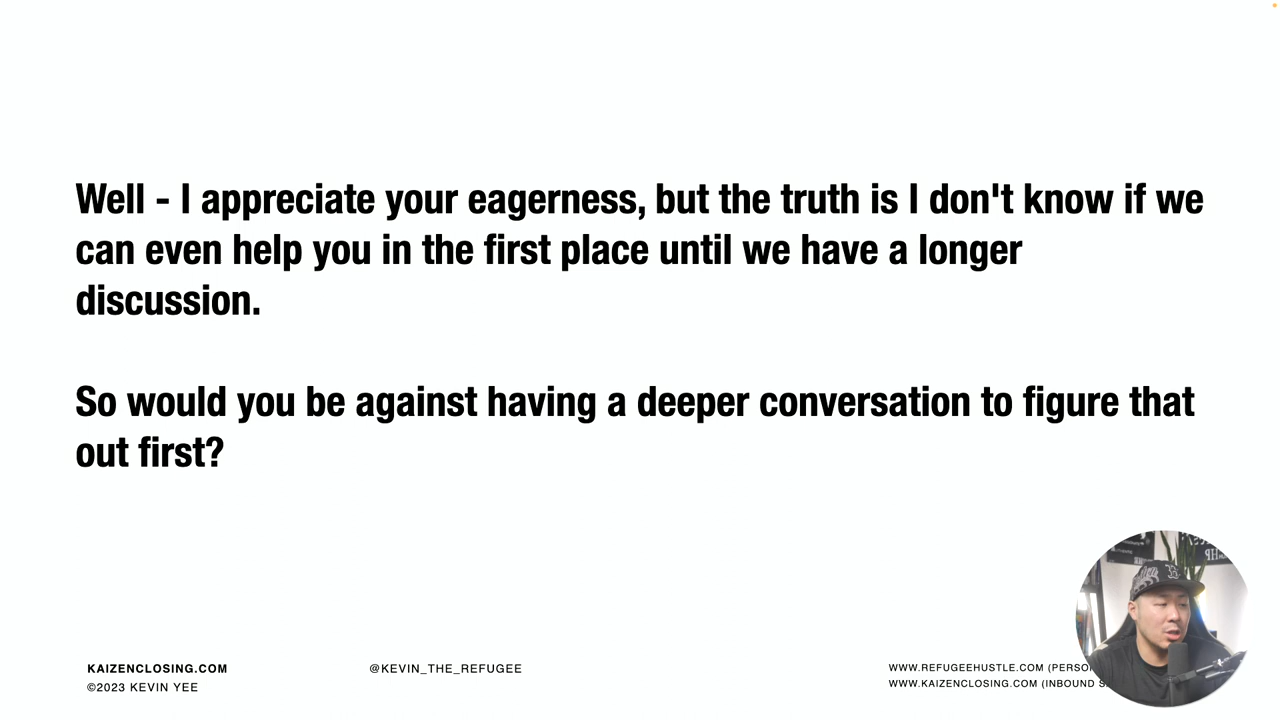 Well - I appreciate your eagerness, but the truth is I don't know if we
can even help you in the first place until we have a longer
discussion.
So would you be against having a deeper conversation to figure that
out first?
KAIZENCLOSING.COM
©2023 KEVIN YEE
@KEVIN_THE_REFUGEE
WWW.REFUGEEHUSTLE.COM
WWW.KAIZENCLOSING.COM (INBOUND